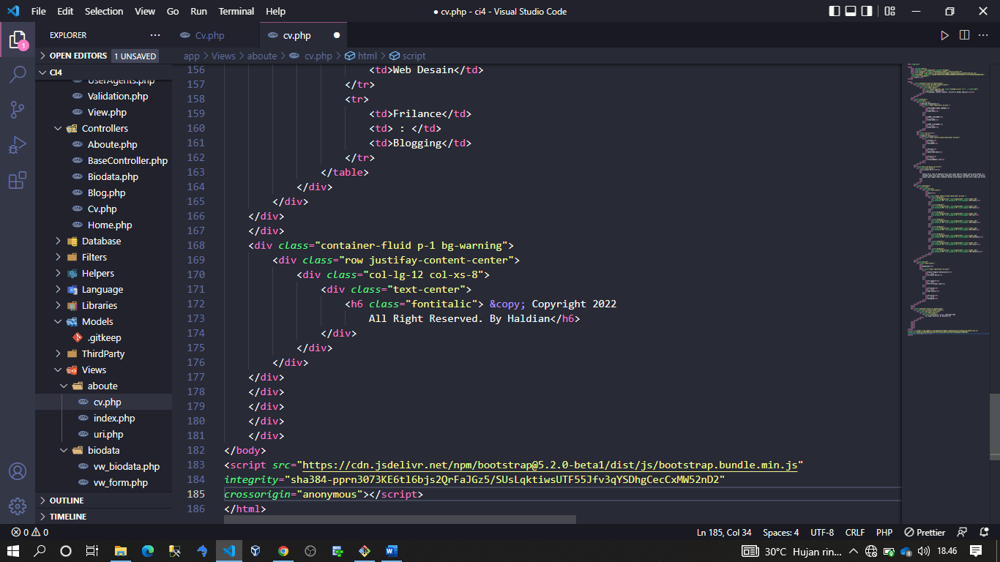 File Edit Selection View Go Run Terminal Help
● cv.php - ci4 - Visual Studio Code
EXPLORER
Cv.php
cv.php
OPEN EDITORS 1 UNSAVED
app > Views > aboute > cv.php > html > script
CI4
UserAgents.php
Validation.php
View.php
Controllers
Aboute.php
BaseController.php
Biodata.php
Blog.php
Cv.php
Home.php
Database
Filters
Helpers
Language
Libraries
Models
.gitkeep
ThirdParty
Views
aboute
cv.php
index.php
uri.php
biodata
vw_biodata.php
vw_form.php
OUTLINE
TIMELINE
1
156 <td>Web Desain</td>
157 </tr>
158 <tr>
159 <td>Frilance</td>
160 <td> : </td>
161 <td>Blogging</td>
162 </tr>
163 </table>
164 </div>
165 </div>
166 </div>
167 </div>
168 <div class="container-fluid p-1 bg-warning">
169 <div class="row justifay-content-center">
170 <div class="col-lg-12 col-xs-8">
171 <div class="text-center">
172 <h6 class="fontitalic"> &copy; Copyright 2022
173 All Right Reserved. By Haldian</h6>
174 </div>
175 </div>
176 </div>
177 </div>
178 </div>
179 </div>
180 </div>
181 </div>
182 </body>
183 <script src="https://cdn.jsdelivr.net/npm/bootstrap@5.2.0-beta1/dist/js/bootstrap.bundle.min.js"
184 integrity="sha384-pprn3073KE6tl6bjs2QrFaJGz5/SUsLqktiwsUTF55Jfv3qYSDhgCecCxMW52nD2"
185 crossorigin="anonymous"></script>
186 </html>
0 0
Ln 185, Col 34 Spaces: 4 UTF-8 CRLF PHP Prettier
30°C Hujan rin... 18.46